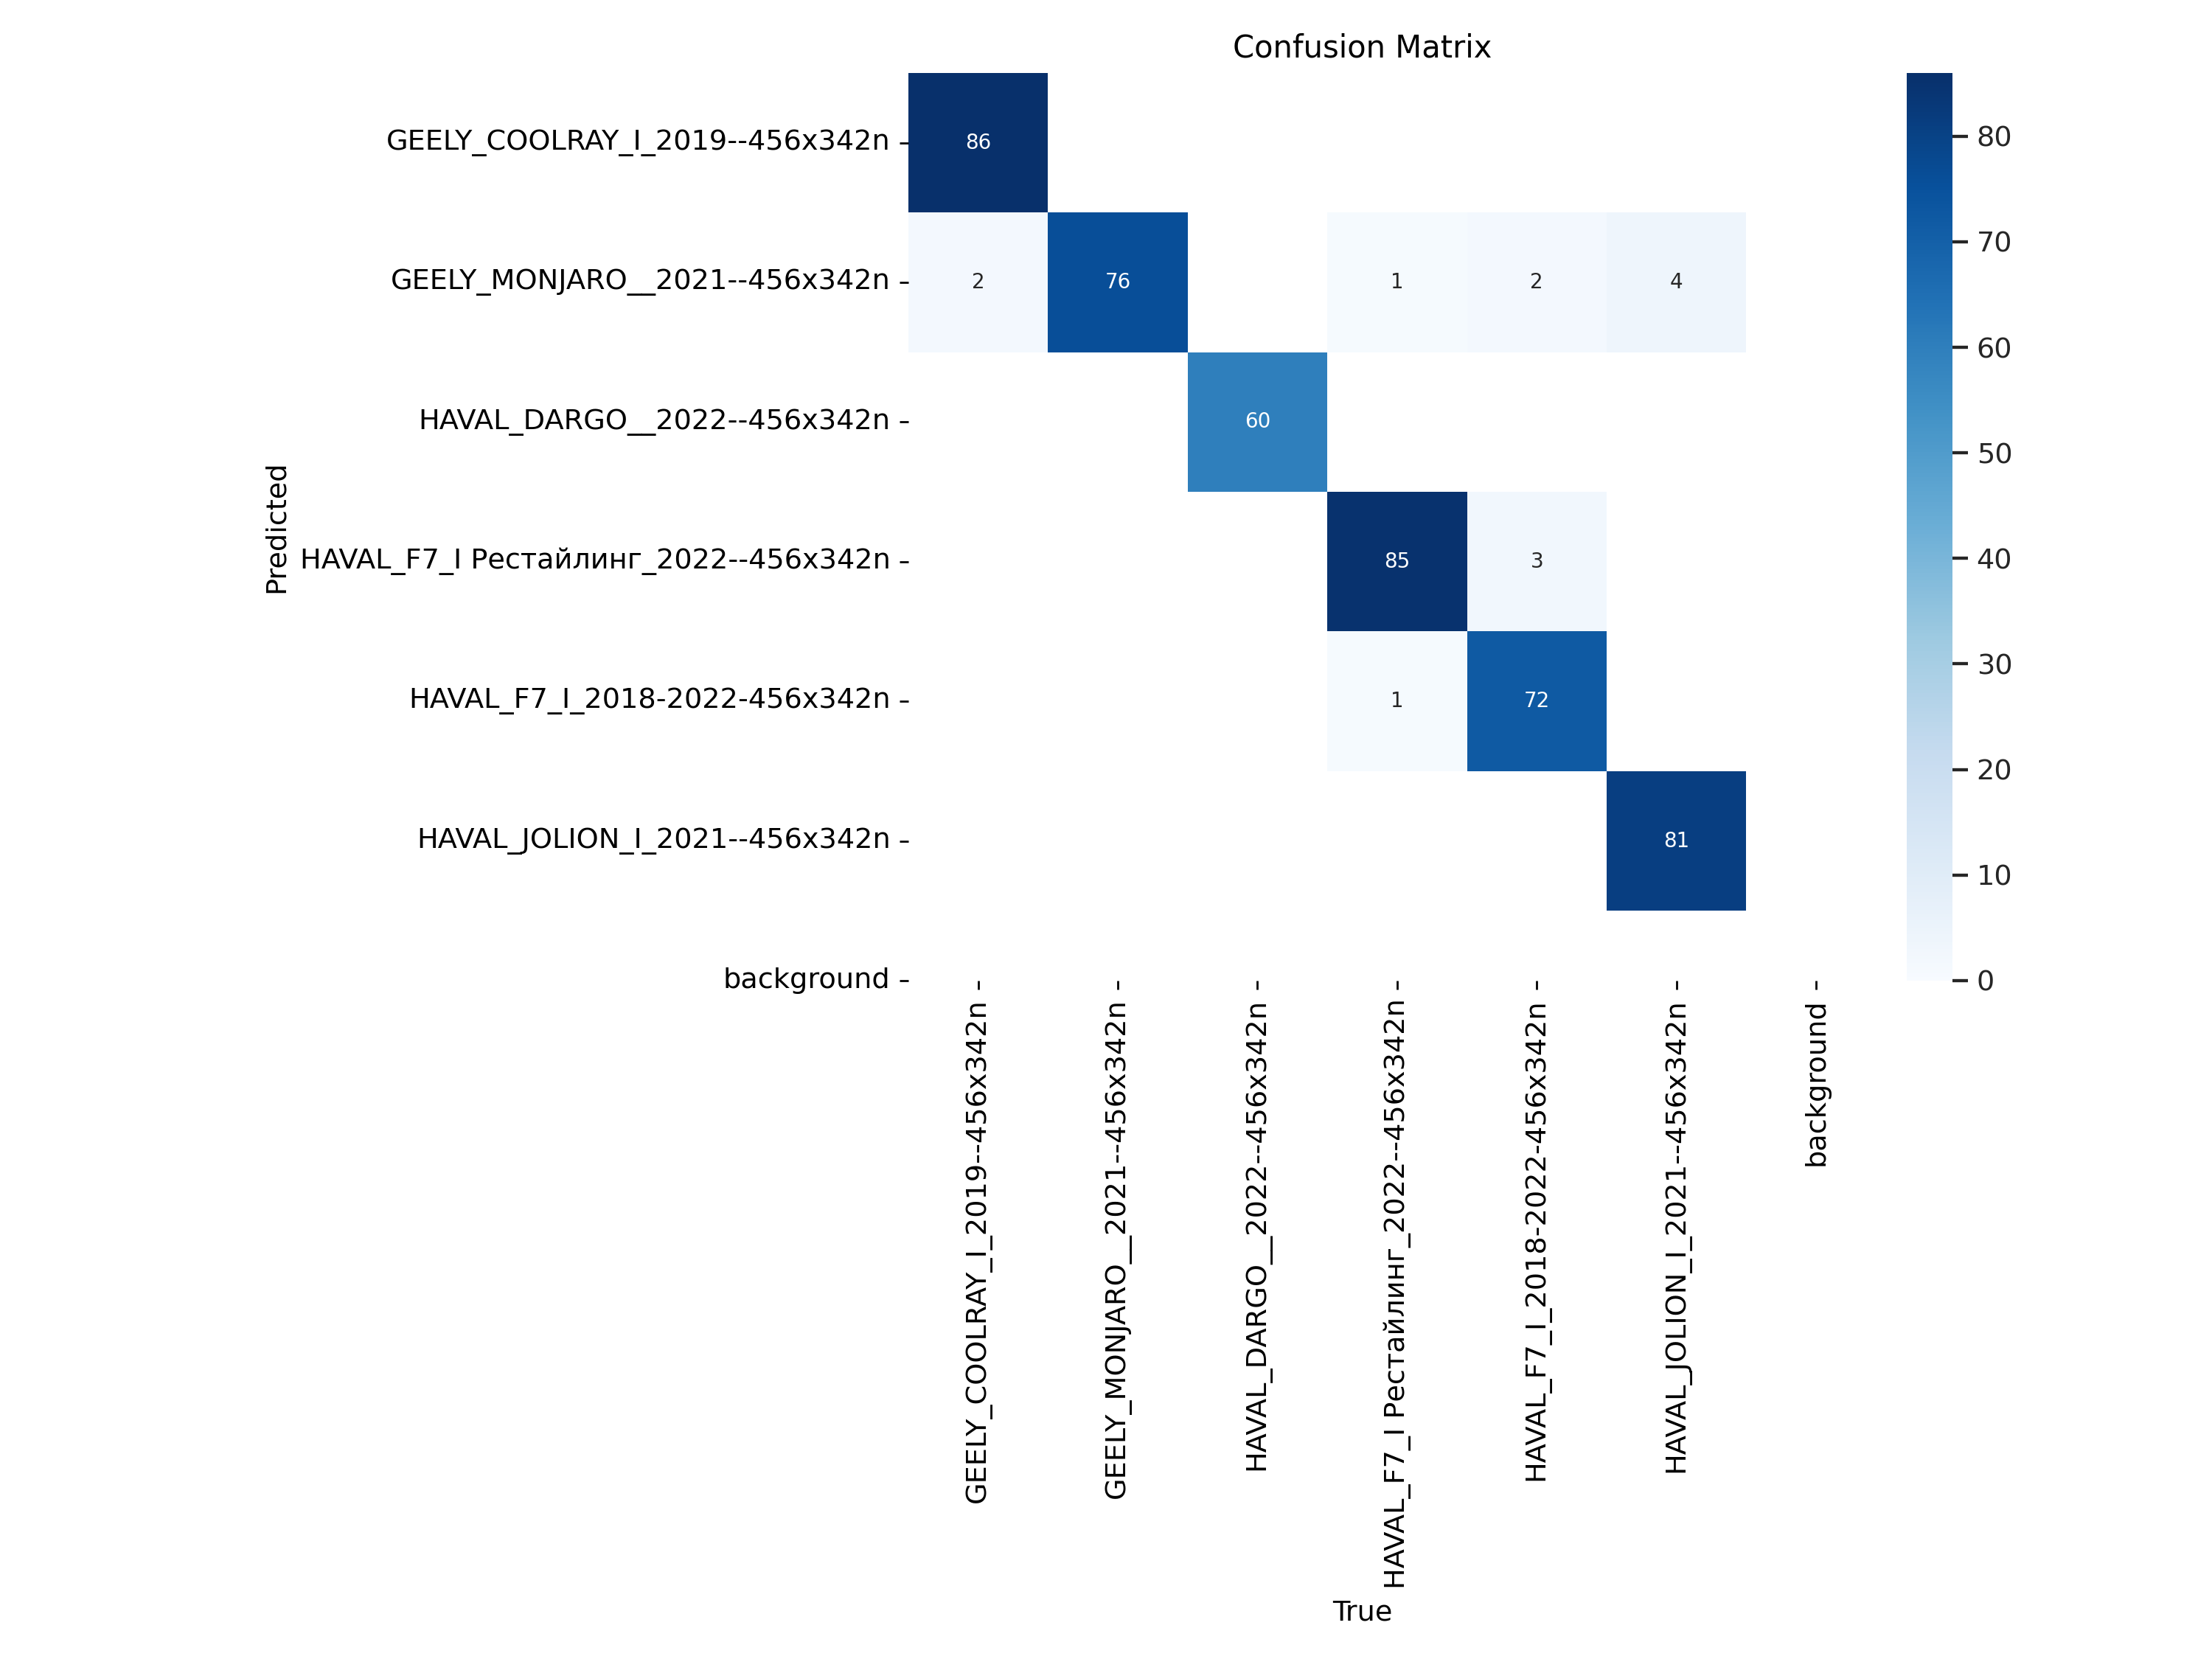 Confusion Matrix
Predicted
GEELY_COOLRAY_I_2019--456x342n
86
GEELY_MONJARO__2021--456x342n
2 76 1 2 4
HAVAL_DARGO__2022--456x342n
60
HAVAL_F7_I Рестайлинг_2022--456x342n
85 3
HAVAL_F7_I_2018-2022-456x342n
1 72
HAVAL_JOLION_I_2021--456x342n
81
background
GEELY_COOLRAY_I_2019--456x342n
GEELY_MONJARO__2021--456x342n
HAVAL_DARGO__2022--456x342n
HAVAL_F7_I Рестайлинг_2022--456x342n
HAVAL_F7_I_2018-2022-456x342n
HAVAL_JOLION_I_2021--456x342n
background
True
80
70
60
50
40
30
20
10
0